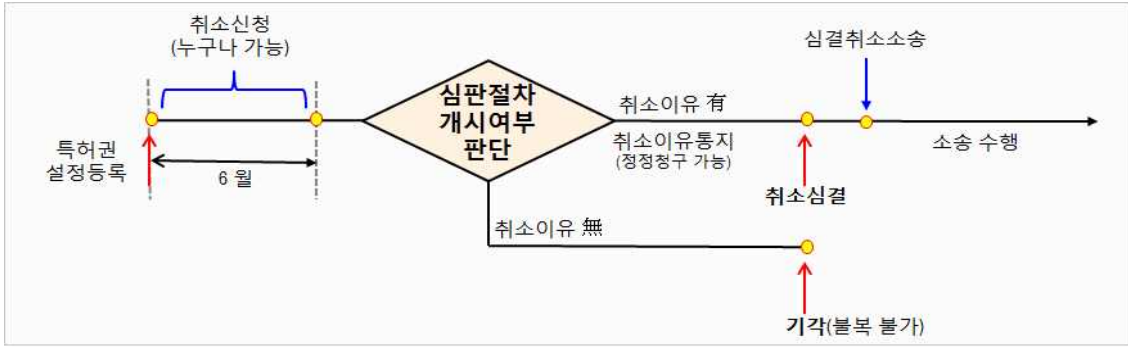 취소신청
(누구나 가능)
특허권
설정등록
6 월
심판절차
개시여부
판단
취소이유 有
취소이유통지
(정정청구 가능)
취소심결
심결취소소송
소송 수행
취소이유 無
기각(불복 불가)